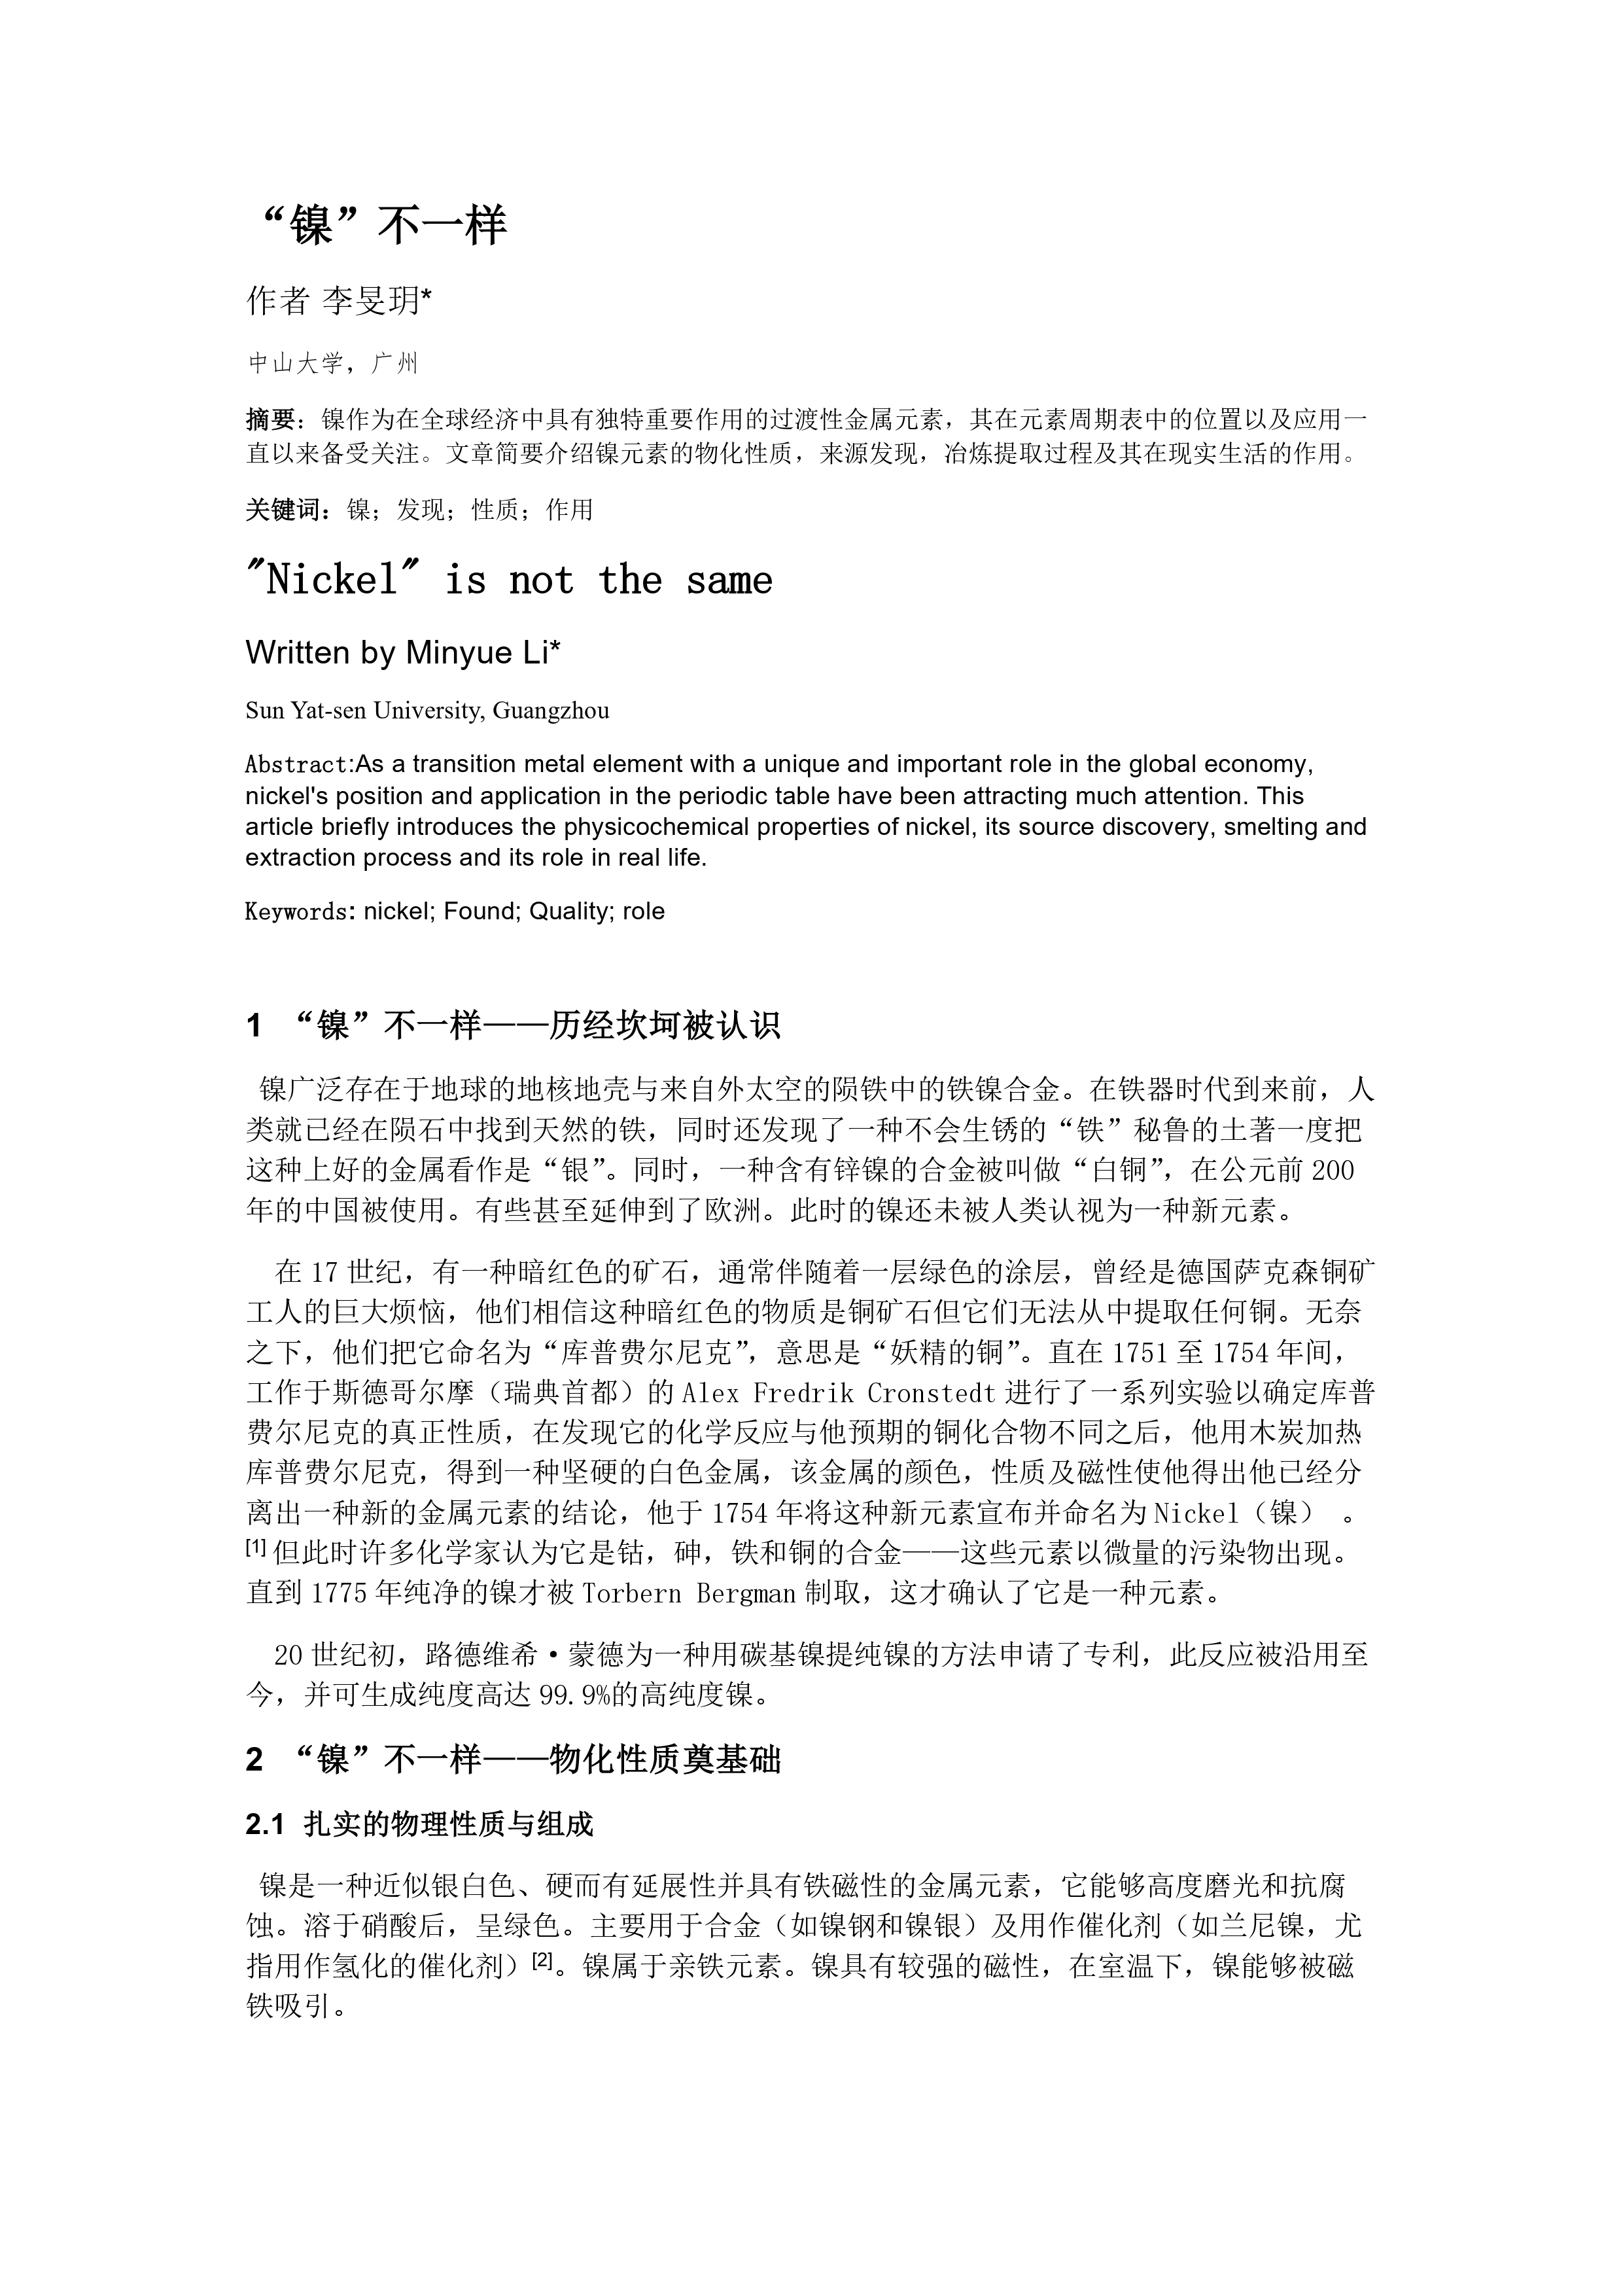 “镍”不一样
作者 李旻玥*
中山大学，广州
摘要：镍作为在全球经济中具有独特重要作用的过渡性金属元素，其在元素周期表中的位置以及应用一
直以来备受关注。文章简要介绍镍元素的物化性质，来源发现，冶炼提取过程及其在现实生活的作用。
关键词：镍；发现；性质；作用
"Nickel" is not the same
Written by Minyue Li*
Sun Yat-sen University, Guangzhou
Abstract:As a transition metal element with a unique and important role in the global economy,
nickel's position and application in the periodic table have been attracting much attention. This
article briefly introduces the physicochemical properties of nickel, its source discovery, smelting and
extraction process and its role in real life.
Keywords: nickel; Found; Quality; role
1 “镍”不一样——历经坎坷被认识
镍广泛存在于地球的地核地壳与来自外太空的陨铁中的铁镍合金。在铁器时代到来前，人
类就已经在陨石中找到天然的铁，同时还发现了一种不会生锈的“铁”秘鲁的土著一度把
这种上好的金属看作是“银”。同时，一种含有锌镍的合金被叫做“白铜”，在公元前 200
年的中国被使用。有些甚至延伸到了欧洲。此时的镍还未被人类认视为一种新元素。
在 17 世纪，有一种暗红色的矿石，通常伴随着一层绿色的涂层，曾经是德国萨克森铜矿
工人的巨大烦恼，他们相信这种暗红色的物质是铜矿石但它们无法从中提取任何铜。无奈
之下，他们把它命名为“库普费尔尼克”，意思是“妖精的铜”。直在 1751 至 1754 年间，
工作于斯德哥尔摩（瑞典首都）的 Alex Fredrik Cronstedt 进行了一系列实验以确定库普
费尔尼克的真正性质，在发现它的化学反应与他预期的铜化合物不同之后，他用木炭加热
库普费尔尼克，得到一种坚硬的白色金属，该金属的颜色，性质及磁性使他得出他已经分
离出一种新的金属元素的结论，他于 1754 年将这种新元素宣布并命名为 Nickel（镍） 。
[1] 但此时许多化学家认为它是钴，砷，铁和铜的合金——这些元素以微量的污染物出现。
直到 1775 年纯净的镍才被 Torbern Bergman 制取，这才确认了它是一种元素。
20 世纪初，路德维希·蒙德为一种用碳基镍提纯镍的方法申请了专利，此反应被沿用至
今，并可生成纯度高达 99.9%的高纯度镍。
2 “镍”不一样——物化性质奠基础
2.1 扎实的物理性质与组成
镍是一种近似银白色、硬而有延展性并具有铁磁性的金属元素，它能够高度磨光和抗腐
蚀。溶于硝酸后，呈绿色。主要用于合金（如镍钢和镍银）及用作催化剂（如兰尼镍，尤
指用作氢化的催化剂）[2]。镍属于亲铁元素。镍具有较强的磁性，在室温下，镍能够被磁
铁吸引。